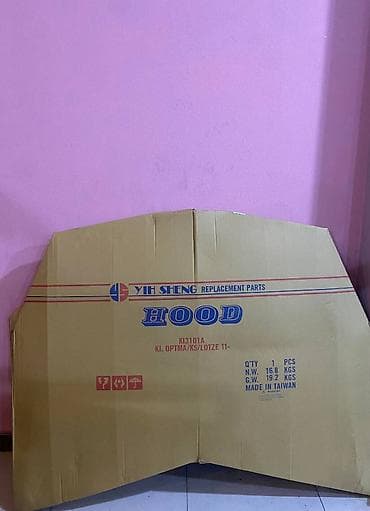 YIH SHENG REPLACEMENT PARTS
HOOD
KI3101A
KI. OPTMA/K5/LOTZE 11-
Q'TY 1 PCS
N.W. 16.8 KGS
G.W. 19.2 KGS
MADE IN TAIWAN